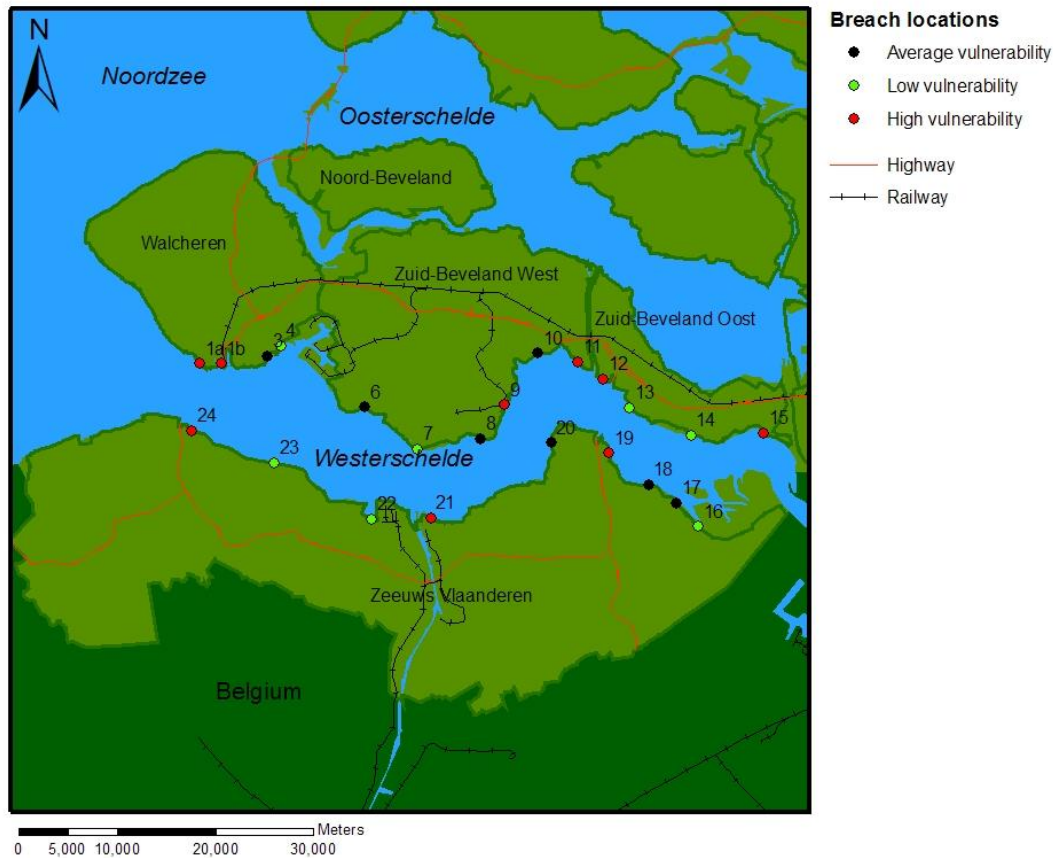 N
Noordzee
Oosterschelde
Noord-Beveland
Walcheren
Zuid-Beveland West
Zuid-Beveland Oost
1a
1b
3
4
6
7
8
9
10
11
12
13
14
15
Westerschelde
24
23
22
21
20
19
18
17
16
Zeeuws Vlaanderen
Belgium
Breach locations
Average vulnerability
Low vulnerability
High vulnerability
Highway
Railway
Meters
0 5,000 10,000 20,000 30,000